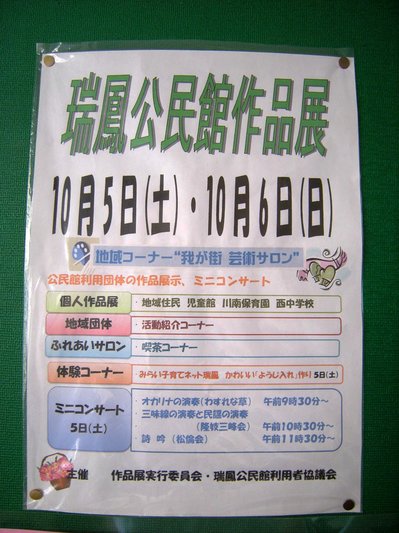 瑞鳳公民館作品展
10月5日(土)・10月6日(日)
地域コーナー“我が街 芸術サロン”
公民館利用団体の作品展示、ミニコンサート
個人作品展 ・地域住民 児童館 川南保育園 西中学校
地域団体 ・活動紹介コーナー
ふれあいサロン ・喫茶コーナー
体験コーナー みらい子育てネット瑞鳳 かわいい「ようじ入れ」作り 5日(土)
ミニコンサート
5日(土)
・オカリナの演奏(わすれな草) 午前9時30分~
・三味線の演奏と民謡の演奏
(隆紋三峰会) 午前10時30分~
・詩 吟 (松倫会) 午前11時30分~
主催 作品展実行委員会・瑞鳳公民館利用者協議会